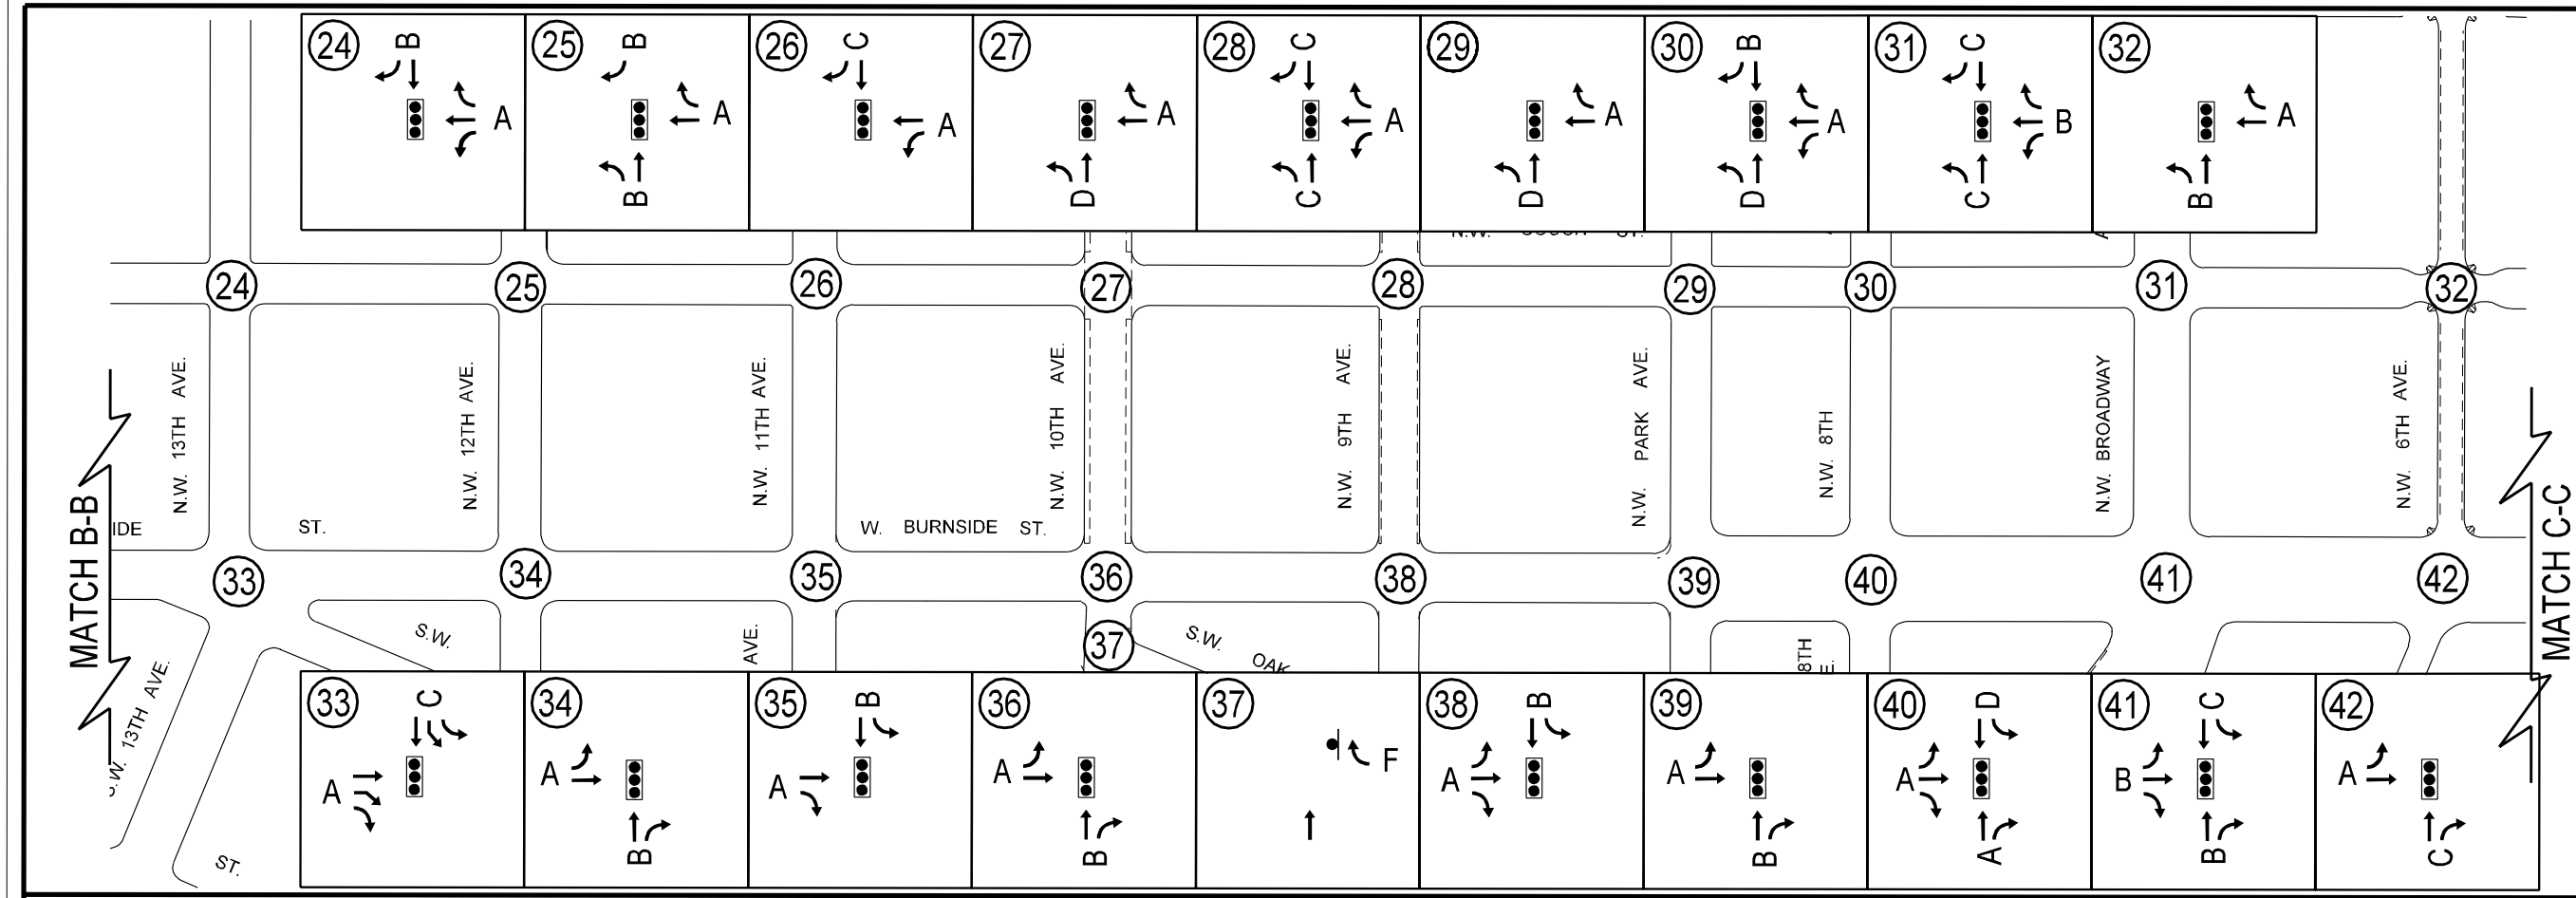 24 B A
25 B A B
26 C A
27 A D
28 C A C
29 A D
30 B A D
31 C B C
32 A B
N.W. ST.
24 25 26 27 28 29 30 31 32
N.W. 13TH AVE.
N.W. 12TH AVE.
N.W. 11TH AVE.
N.W. 10TH AVE.
N.W. 9TH AVE.
N.W. PARK AVE.
N.W. 8TH
N.W. BROADWAY
N.W. 6TH AVE.
MATCH B-B
MATCH C-C
IDE ST. W. BURNSIDE ST.
33 34 35 36 38 39 40 41 42
37
S.W. 13TH AVE.
S.W.
AVE.
S.W. OAK
8TH
ST.
33 C A
34 A B
35 B A
36 A B
37 F
38 B A
39 A B
40 D A A
41 C B B
42 A C